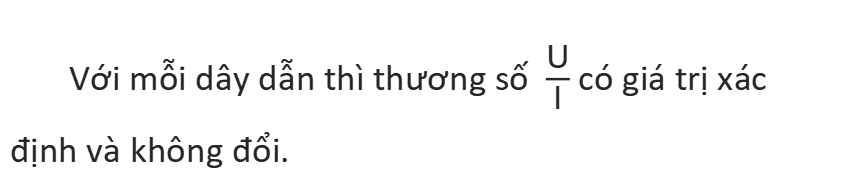 Với mỗi dây dẫn thì thương số U/I có giá trị xác
định và không đổi.